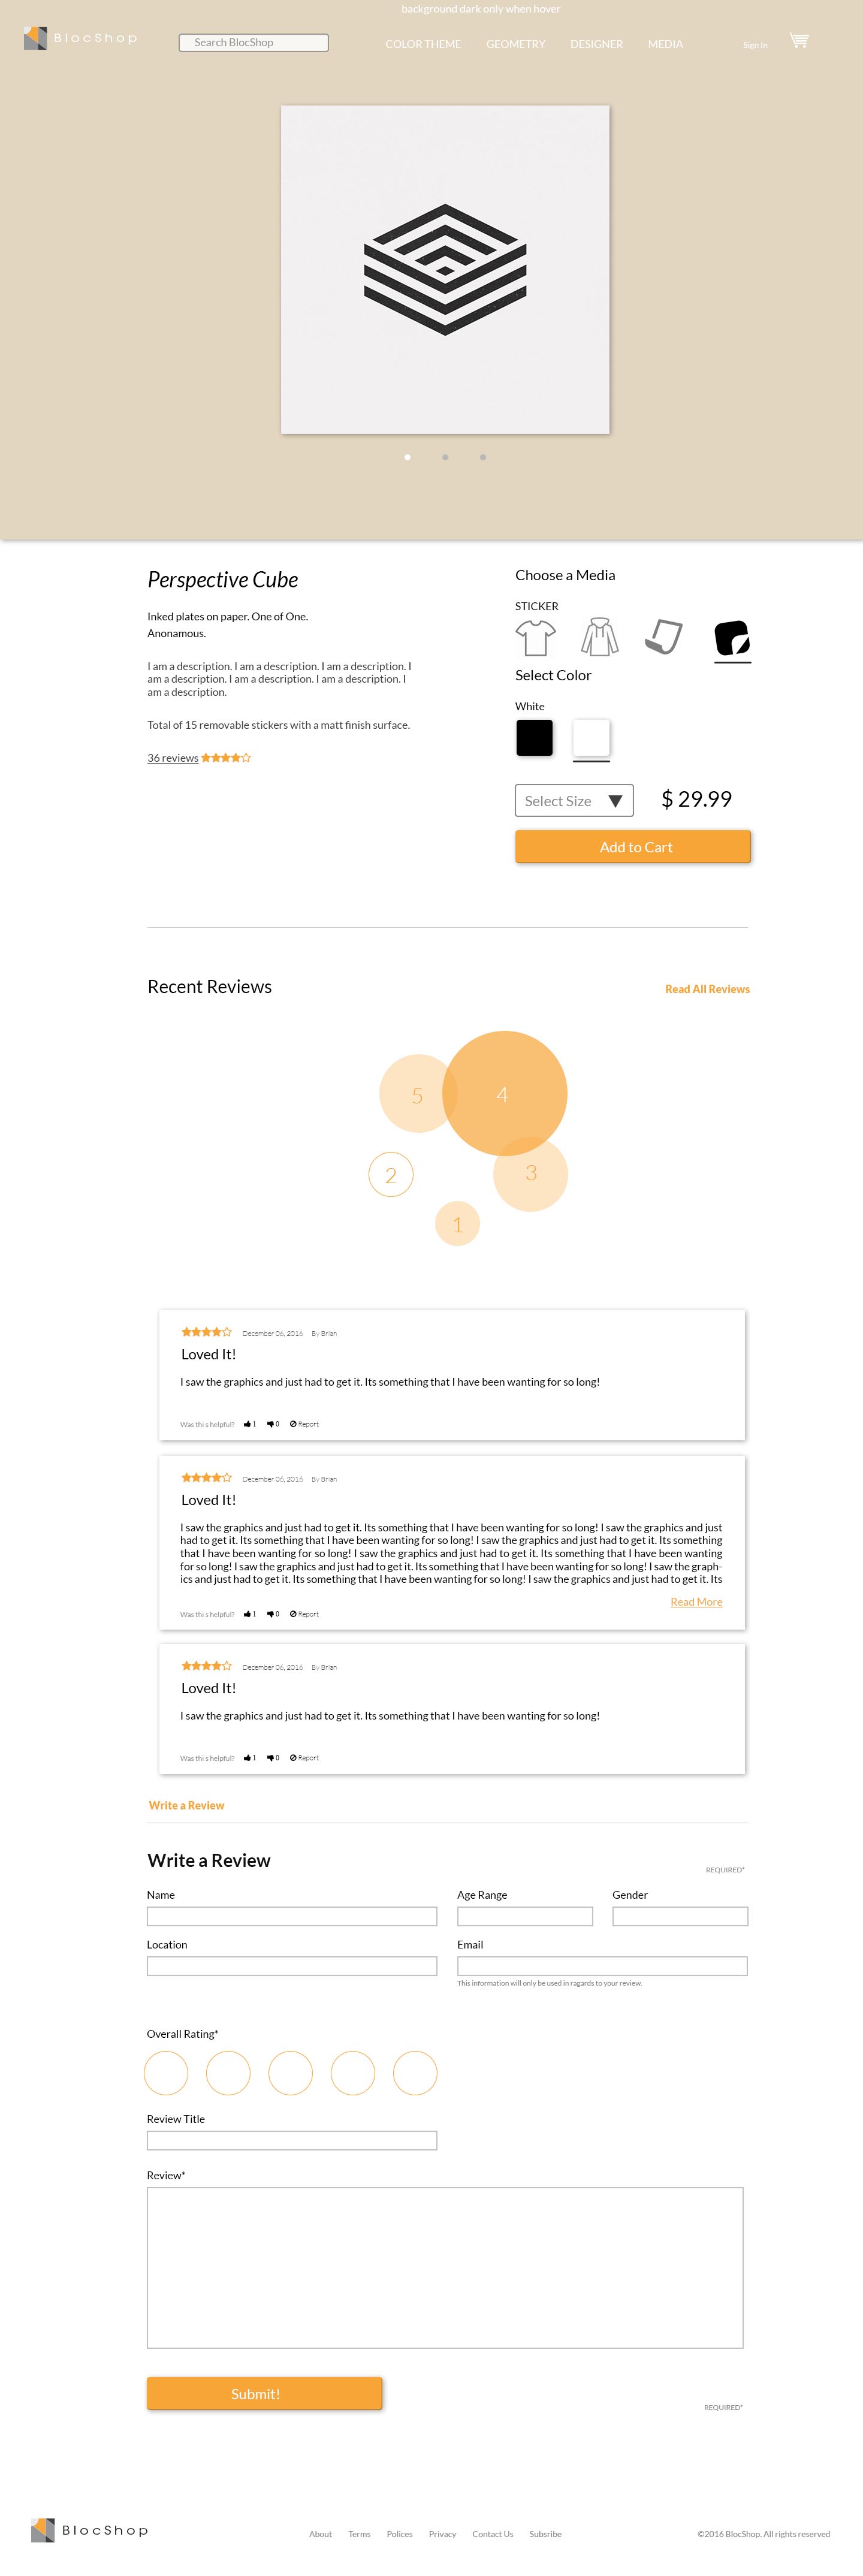 background dark only when hover
BlocShop
Search BlocShop
COLOR THEME GEOMETRY DESIGNER MEDIA
Sign In
Perspective Cube
Inked plates on paper. One of One.
Anonamous.
I am a description. I am a description. I am a description. I
am a description. I am a description. I am a description. I
am a description.
Total of 15 removable stickers with a matt finish surface.
36 reviews
Choose a Media
STICKER
Select Color
White
Select Size
$ 29.99
Add to Cart
Recent Reviews
Read All Reviews
5
4
2
3
1
December 06, 2016 By Brian
Loved It!
I saw the graphics and just had to get it. Its something that I have been wanting for so long!
Was thi s helpful? 1 0 Report
December 06, 2016 By Brian
Loved It!
I saw the graphics and just had to get it. Its something that I have been wanting for so long! I saw the graphics and just
had to get it. Its something that I have been wanting for so long! I saw the graphics and just had to get it. Its something
that I have been wanting for so long! I saw the graphics and just had to get it. Its something that I have been wanting
for so long! I saw the graphics and just had to get it. Its something that I have been wanting for so long! I saw the graph-
ics and just had to get it. Its something that I have been wanting for so long! I saw the graphics and just had to get it. Its
Read More
Was thi s helpful? 1 0 Report
December 06, 2016 By Brian
Loved It!
I saw the graphics and just had to get it. Its something that I have been wanting for so long!
Was thi s helpful? 1 0 Report
Write a Review
Write a Review
REQUIRED*
Name
Age Range
Gender
Location
Email
This information will only be used in ragards to your review.
Overall Rating*
Review Title
Review*
Submit!
REQUIRED*
BlocShop
About Terms Polices Privacy Contact Us Subsribe
©2016 BlocShop. All rights reserved